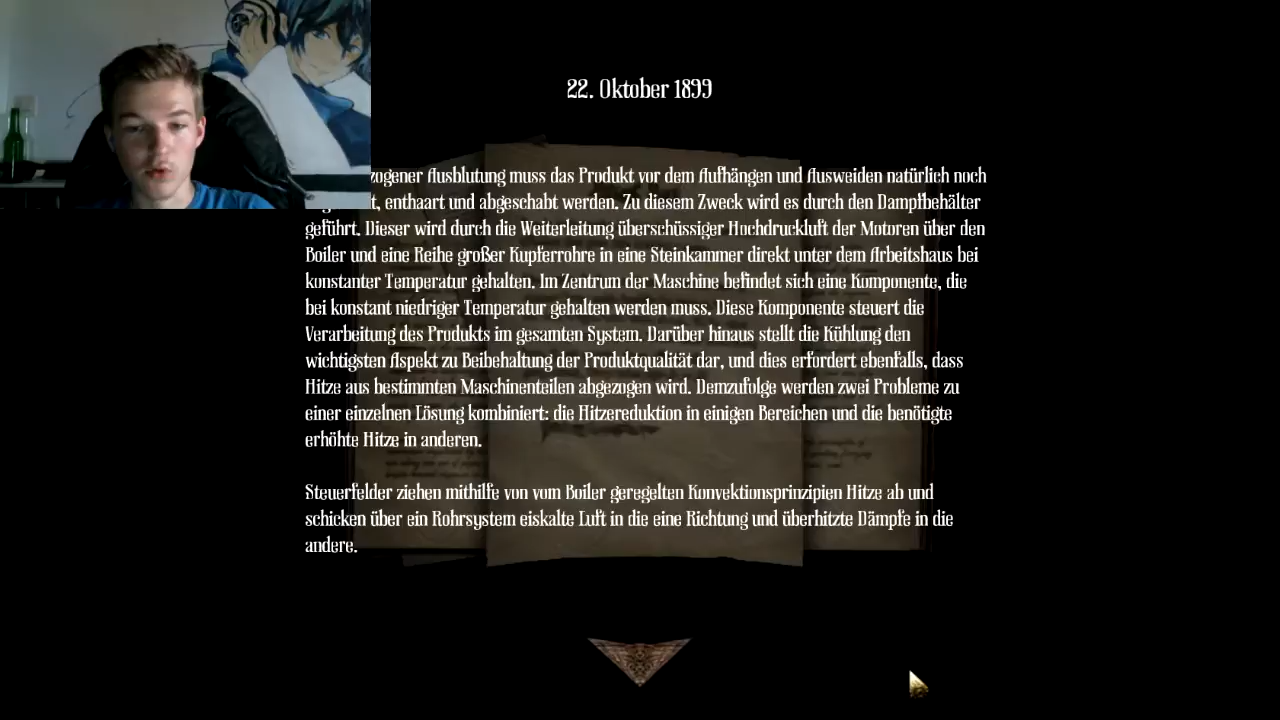 22. Oktober 1899
zogener Ausblutung muss das Produkt vor dem Aufhängen und Ausweiden natürlich noch
t, enthaart und abgeschabt werden. Zu diesem Zweck wird es durch den Dampfbehälter
geführt. Dieser wird durch die Weiterleitung überschüssiger Hochdruckluft der Motoren über den
Boiler und eine Reihe großer Kupferrohre in eine Steinkammer direkt unter dem Arbeitshaus bei
konstanter Temperatur gehalten. Im Zentrum der Maschine befindet sich eine Komponente, die
bei konstant niedriger Temperatur gehalten werden muss. Diese Komponente steuert die
Verarbeitung des Produkts im gesamten System. Darüber hinaus stellt die Kühlung den
wichtigsten Aspekt zu Beibehaltung der Produktqualität dar, und dies erfordert ebenfalls, dass
Hitze aus bestimmten Maschinenteilen abgezogen wird. Demzufolge werden zwei Probleme zu
einer einzelnen Lösung kombiniert: die Hitzereduktion in einigen Bereichen und die benötigte
erhöhte Hitze in anderen.
Steuerfelder ziehen mithilfe von vom Boiler geregelten Konvektionsprinzipien Hitze ab und
schicken über ein Rohrsystem eiskalte Luft in die eine Richtung und überhitzte Dämpfe in die
andere.